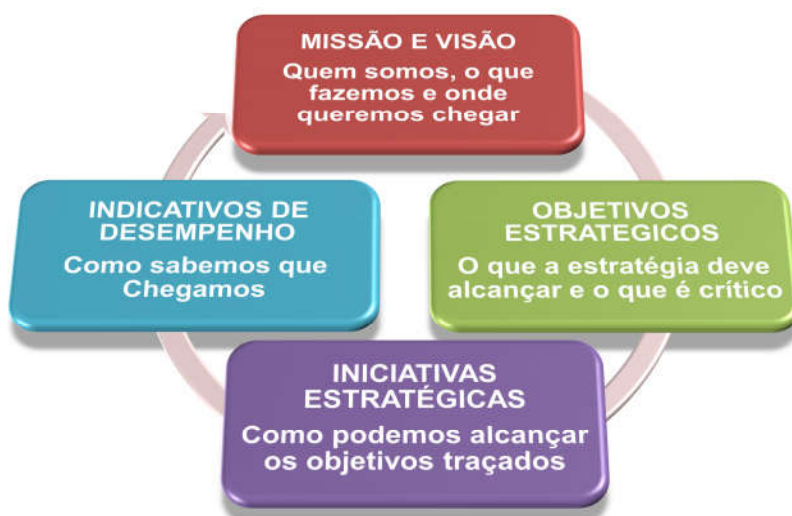 MISSÃO E VISÃO
Quem somos, o que
fazemos e onde
queremos chegar
OBJETIVOS
ESTRATEGICOS
O que a estratégia deve
alcançar e o que é crítico
INICIATIVAS
ESTRATÉGICAS
Como podemos alcançar
os objetivos traçados
INDICATIVOS DE
DESEMPENHO
Como sabemos que
Chegamos